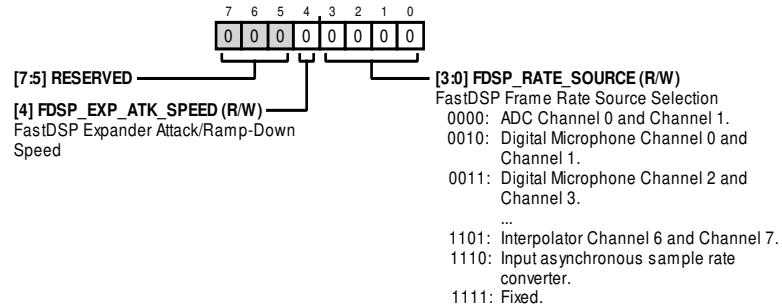 7 6 5 4 3 2 1 0
0 0 0 0 0 0 0 0
[7:5] RESERVED
[4] FDSP_EXP_ATK_SPEED (R/W)
FastDSP Expander Attack/Ramp-Down
Speed
[3:0] FDSP_RATE_SOURCE (R/W)
FastDSP Frame Rate Source Selection
0000: ADC Channel 0 and Channel 1.
0010: Digital Microphone Channel 0 and
Channel 1.
0011: Digital Microphone Channel 2 and
Channel 3.
...
1101: Interpolator Channel 6 and Channel 7.
1110: Input asynchronous sample rate
converter.
1111: Fixed.